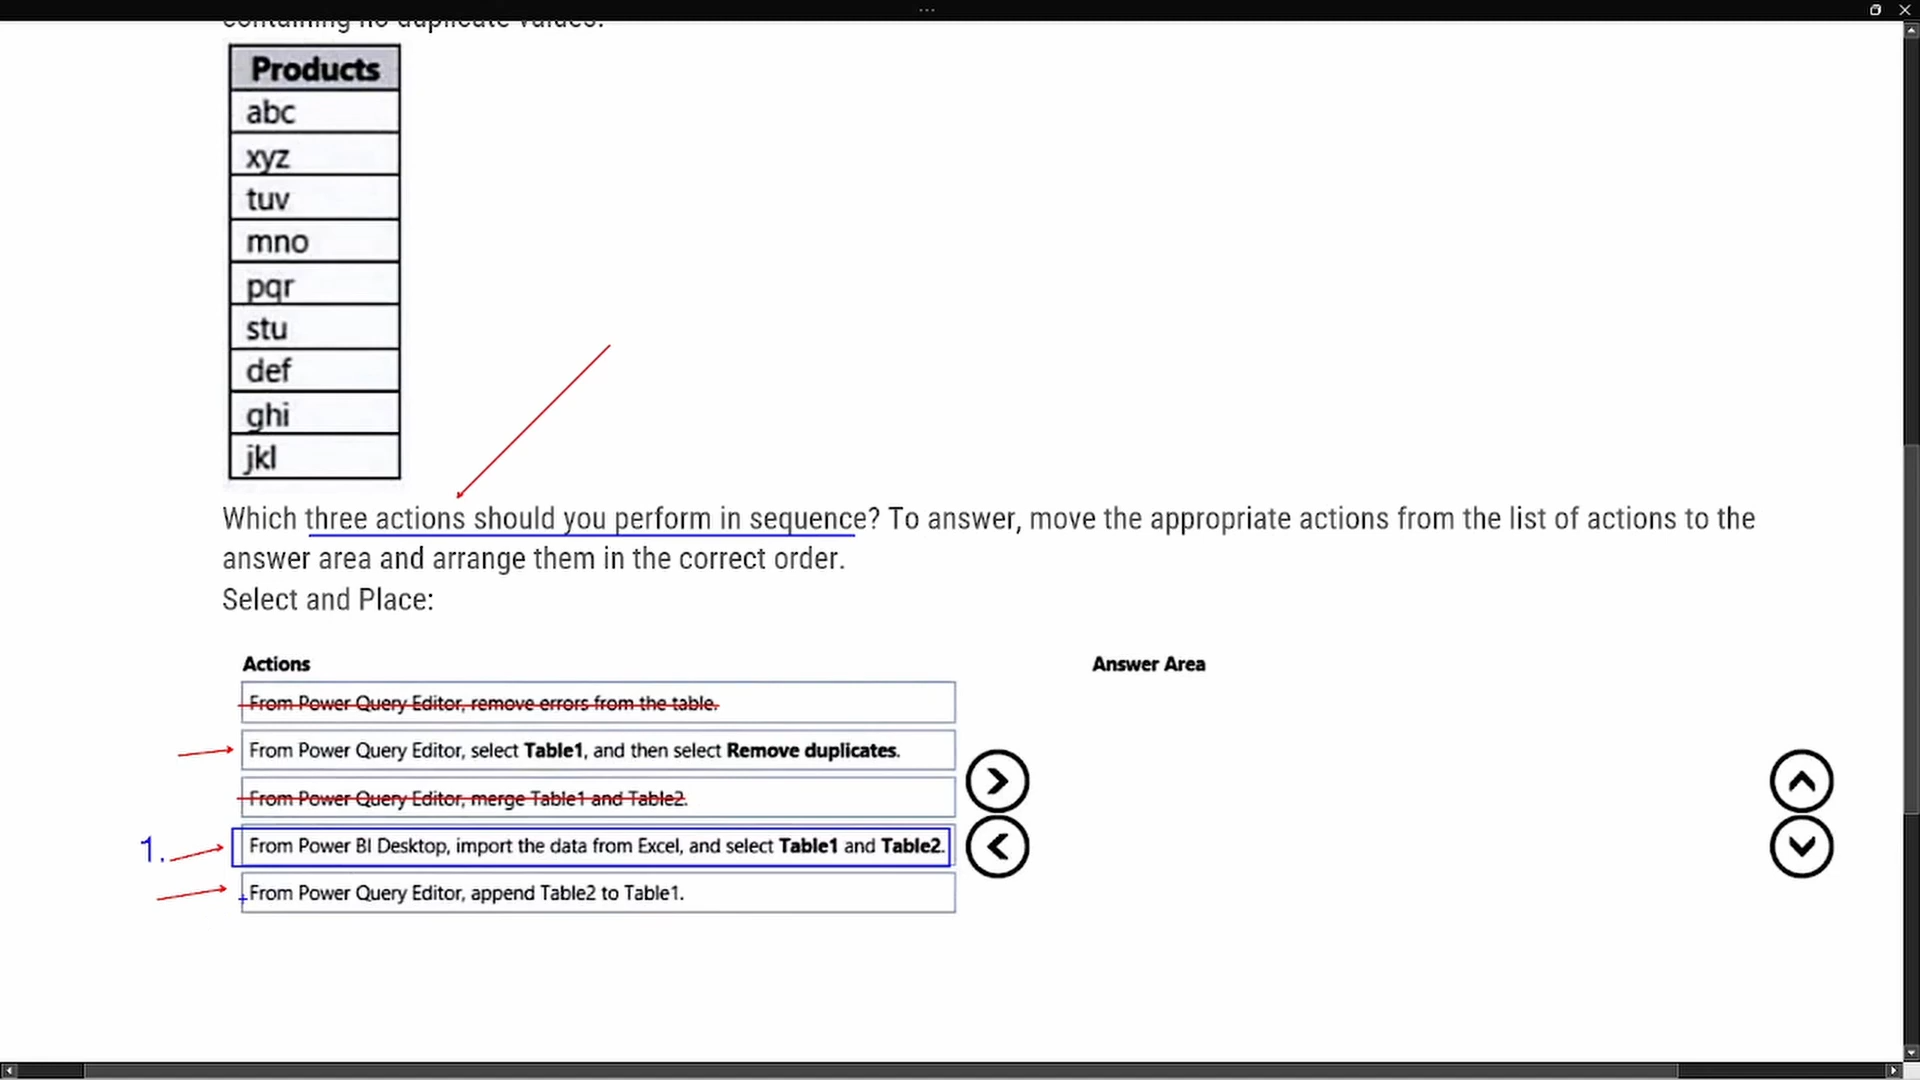 containing no duplicate values.
Products
abc
xyz
tuv
mno
pqr
stu
def
ghi
jkl
Which three actions should you perform in sequence? To answer, move the appropriate actions from the list of actions to the
answer area and arrange them in the correct order.
Select and Place:
Actions
Answer Area
From Power Query Editor, remove errors from the table.
From Power Query Editor, select Table1, and then select Remove duplicates.
From Power Query Editor, merge Table1 and Table2.
1.
From Power BI Desktop, import the data from Excel, and select Table1 and Table2.
From Power Query Editor, append Table2 to Table1.